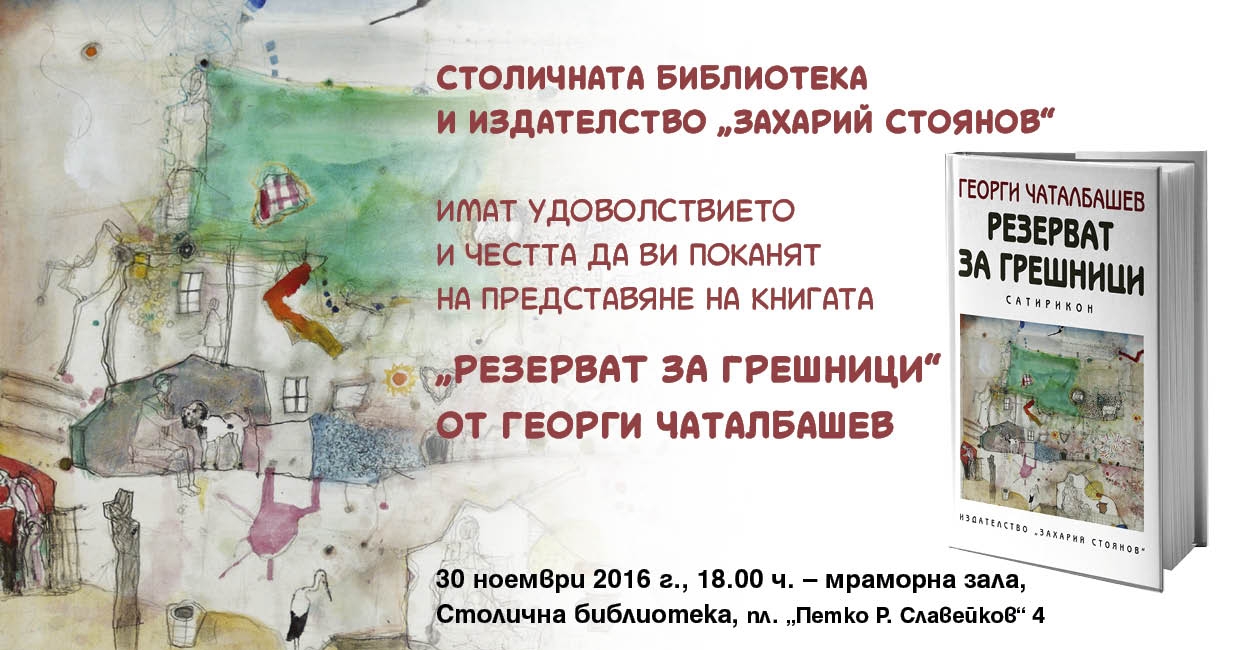 СТОЛИЧНАТА БИБЛИОТЕКА
И ИЗДАТЕЛСТВО „ЗАХАРИЙ СТОЯНОВ“
ИМАТ УДОВОЛСТВИЕТО
И ЧЕСТТА ДА ВИ ПОКАНЯТ
НА ПРЕДСТАВЯНЕ НА КНИГАТА
„РЕЗЕРВАТ ЗА ГРЕШНИЦИ“
ОТ ГЕОРГИ ЧАТАЛБАШЕВ
ГЕОРГИ ЧАТАЛБАШЕВ
РЕЗЕРВАТ
ЗА ГРЕШНИЦИ
САТИРИКОН
ИЗДАТЕЛСТВО „ЗАХАРИЙ СТОЯНОВ“
30 ноември 2016 г., 18.00 ч. – мраморна зала,
Столична библиотека, пл. „Петко Р. Славейков“ 4